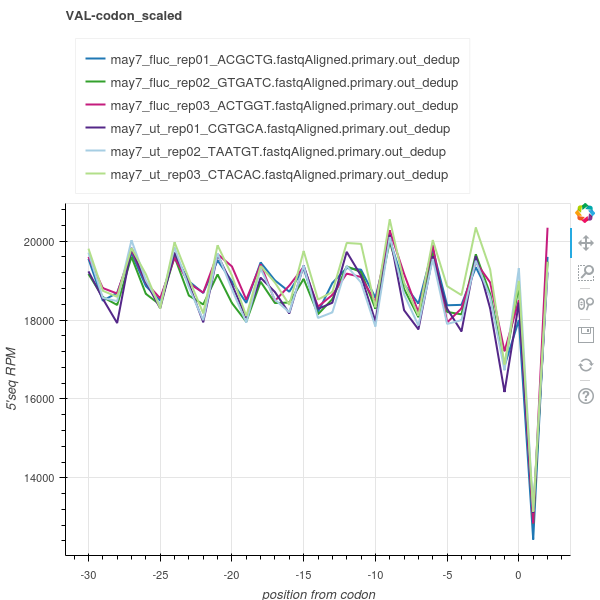 VAL-codon_scaled
may7_fluc_rep01_ACGCTG.fastqAligned.primary.out_dedup
may7_fluc_rep02_GTGATC.fastqAligned.primary.out_dedup
may7_fluc_rep03_ACTGGT.fastqAligned.primary.out_dedup
may7_ut_rep01_CGTGCA.fastqAligned.primary.out_dedup
may7_ut_rep02_TAATGT.fastqAligned.primary.out_dedup
may7_ut_rep03_CTACAC.fastqAligned.primary.out_dedup
20000
18000
16000
14000
5'seq RPM
-30 -25 -20 -15 -10 -5 0
position from codon